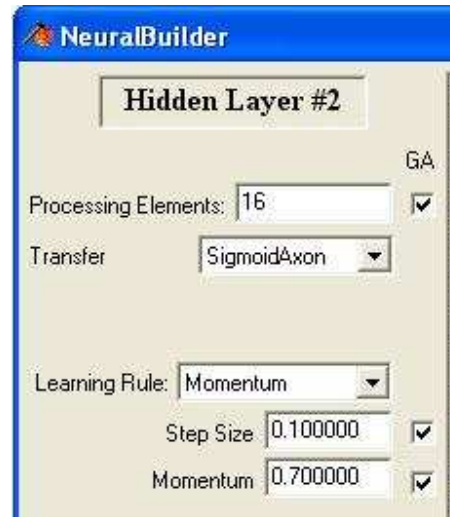 NeuralBuilder
Hidden Layer #2
GA
Processing Elements: 16
Transfer SigmoidAxon
Learning Rule: Momentum
Step Size 0.100000
Momentum 0.700000